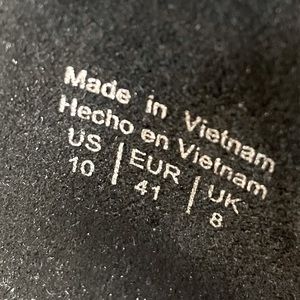 Made in Vietnam
Hecho en Vietnam
US | EUR | UK
10 | 41 | 8